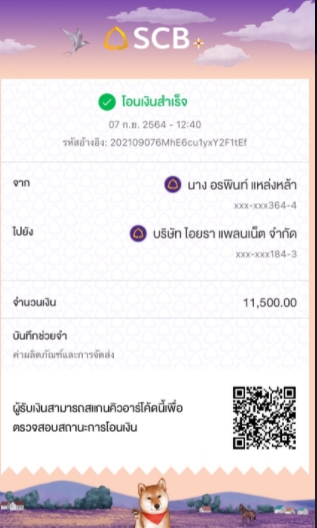 SCB
โอนเงินสำเร็จ
07 ก.ย. 2564 - 12:40
รหัสอ้างอิง: 202109076MhE6cu1yxY2F1tEf
จาก
นาง อรพินท์ แหล่งหล้า
xxx-xxx364-4
ไปยัง
บริษัท ไอยรา แพลนเน็ต จำกัด
xxx-xxx184-3
จำนวนเงิน
11,500.00
บันทึกช่วยจำ
ค่าผลิตภัณฑ์และการจัดส่ง
ผู้รับเงินสามารถสแกนคิวอาร์โค้ดนี้เพื่อ
ตรวจสอบสถานะการโอนเงิน